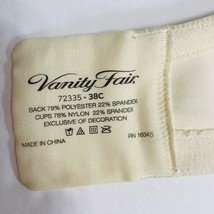 Vanity Fair
72335 - 38C
BACK 78% POLYESTER 22% SPANDEX
CUPS 78% NYLON 22% SPANDEX
EXCLUSIVE OF DECORATION
MADE IN CHINA
RN 16045